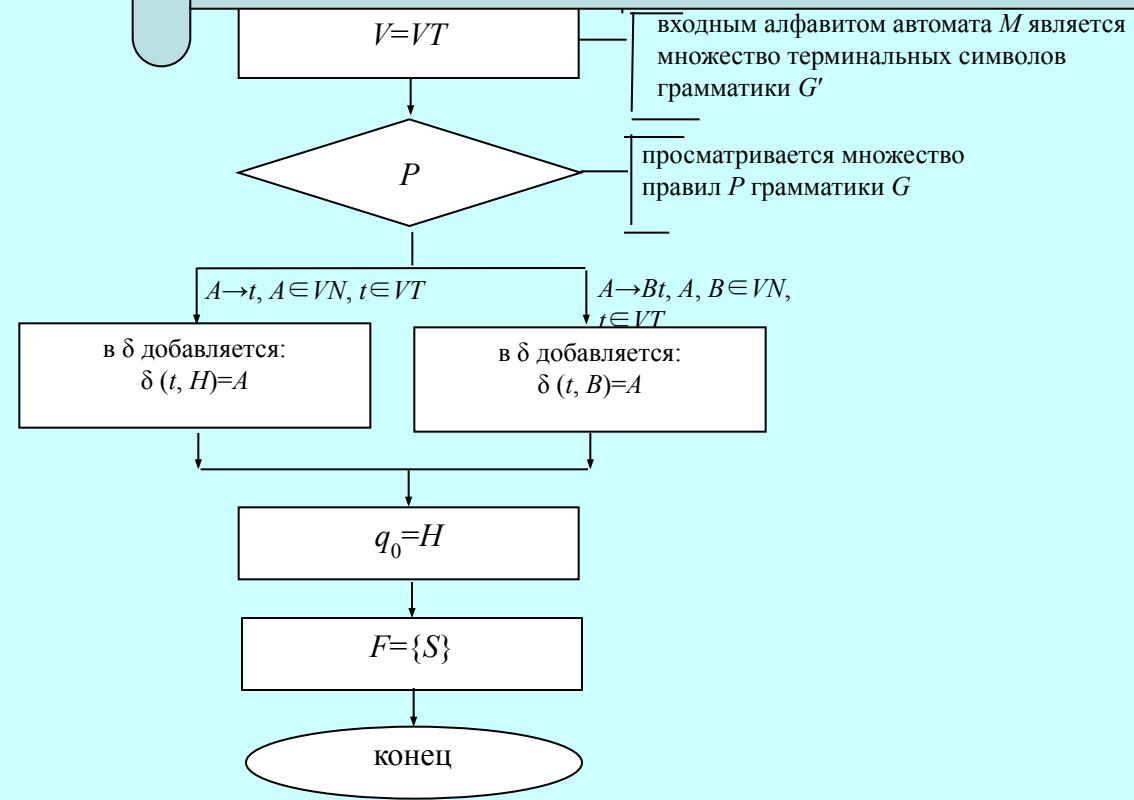 V=VT
входным алфавитом автомата M является
множество терминальных символов
грамматики G'
P
просматривается множество
правил P грамматики G
A→t, A∈VN, t∈VT
A→Bt, A, B∈VN,
t∈VT
в δ добавляется:
δ (t, H)=A
в δ добавляется:
δ (t, B)=A
q₀=H
F={S}
конец